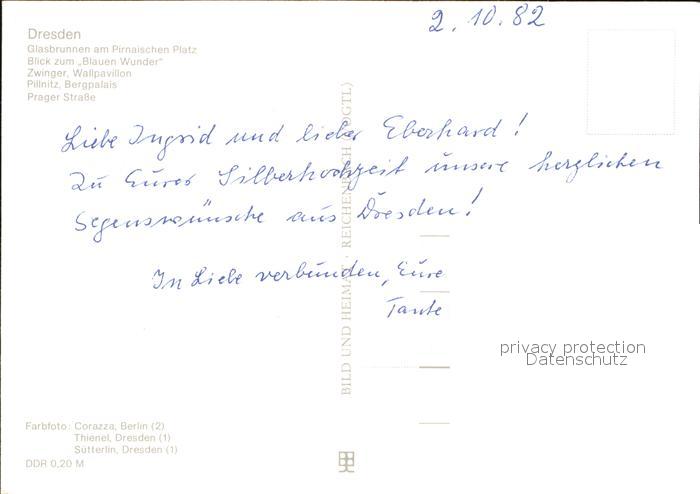 2.10.82
Dresden
Glasbrunnen am Pirnaischen Platz
Blick zum „Blauen Wunder“
Zwinger, Wallpavillon
Pillnitz, Bergpalais
Prager Straße
Liebe Ingrid und lieber Eberhard!
Zu Eurer Silberhochzeit unsere herzlichen
Segenswünsche aus Dresden!
In Liebe verbunden, Eure
Tante
BILD UND HEIMAT · REICHENBACH (VOGTL)
privacy protection
Datenschutz
Farbfoto: Corazza, Berlin (2)
Thienel, Dresden (1)
Sütterlin, Dresden (1)
DDR 0,20 M